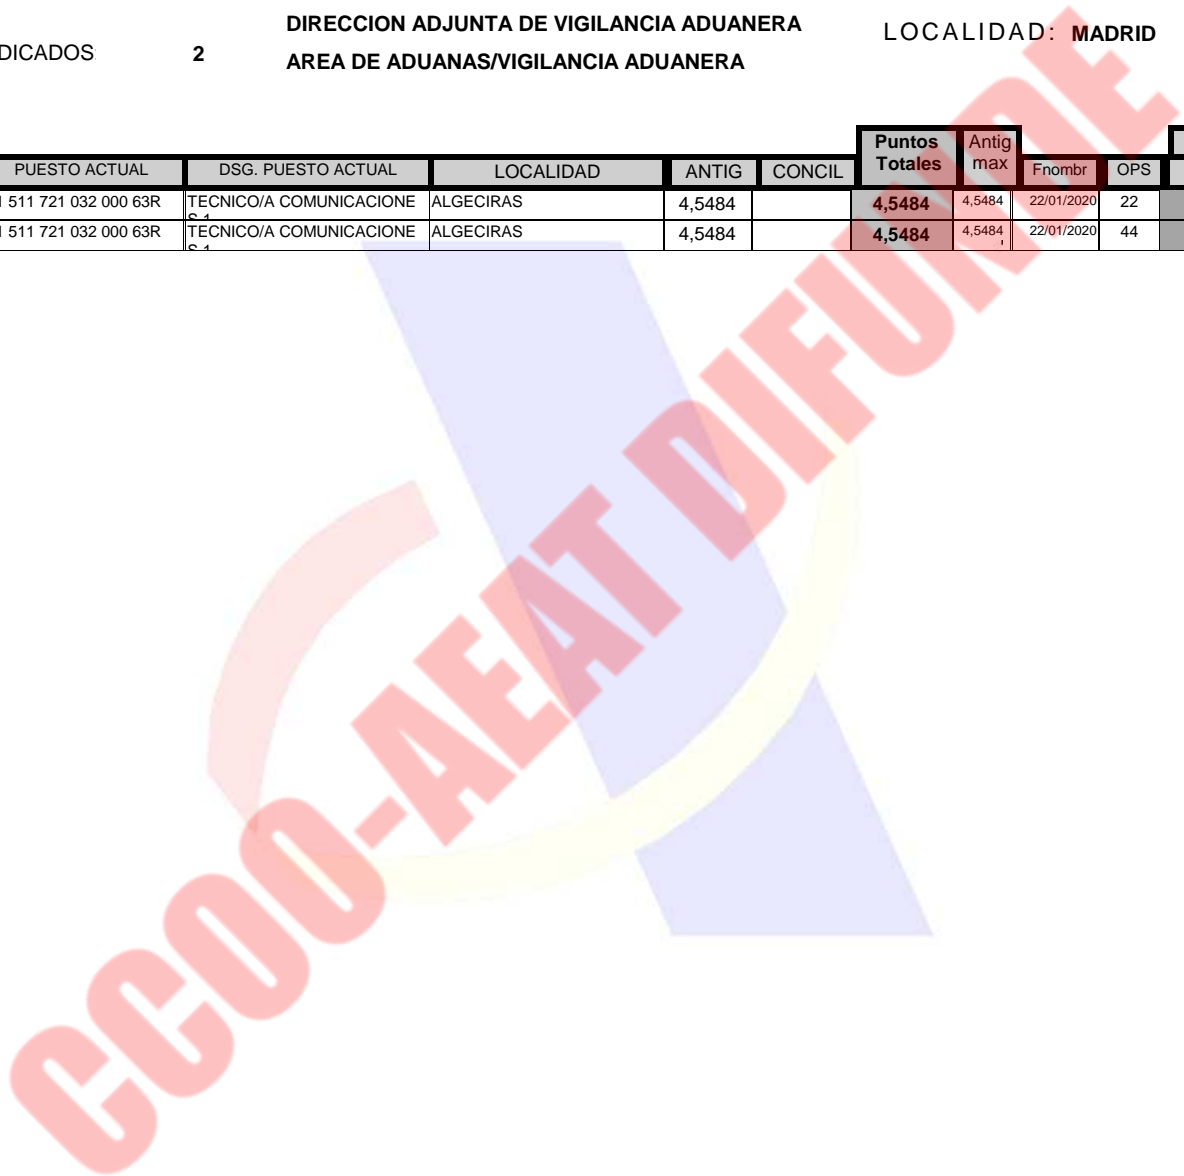 DIRECCION ADJUNTA DE VIGILANCIA ADUANERA
LOCALIDAD: MADRID
DICADOS 2
AREA DE ADUANAS/VIGILANCIA ADUANERA
PUESTO ACTUAL DSG. PUESTO ACTUAL LOCALIDAD ANTIG CONCIL Puntos Totales Antig max Fnombr OPS
511 721 032 000 63R TECNICO/A COMUNICACIONE ALGECIRAS 4,5484 4,5484 4,5484 22/01/2020 22
511 721 032 000 63R TECNICO/A COMUNICACIONE ALGECIRAS 4,5484 4,5484 4,5484 22/01/2020 44
CCOO-AEAT DIFUNDE